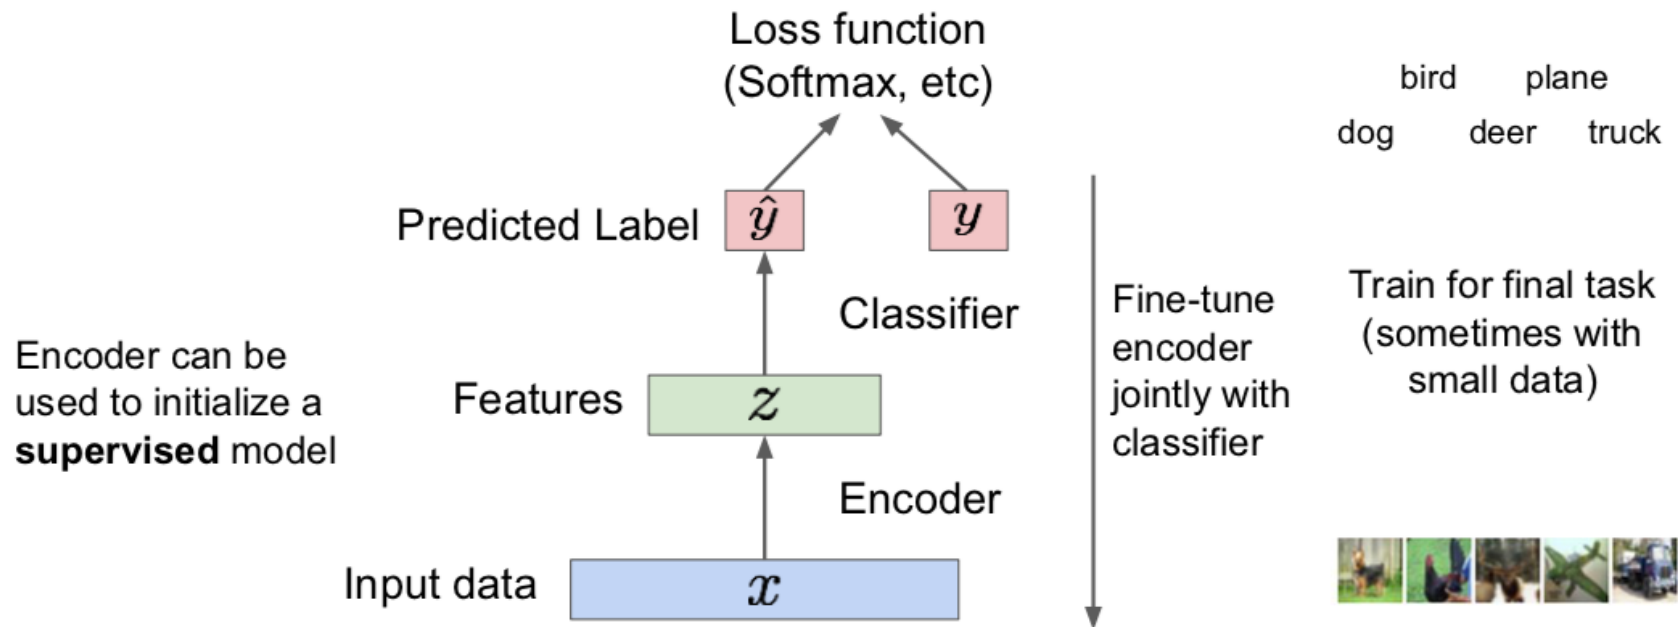 Loss function
(Softmax, etc)
bird plane
dog deer truck
Predicted Label
ŷ
y
Classifier
Fine-tune
encoder
jointly with
classifier
Train for final task
(sometimes with
small data)
Encoder can be
used to initialize a
supervised model
Features
z
Encoder
Input data
x